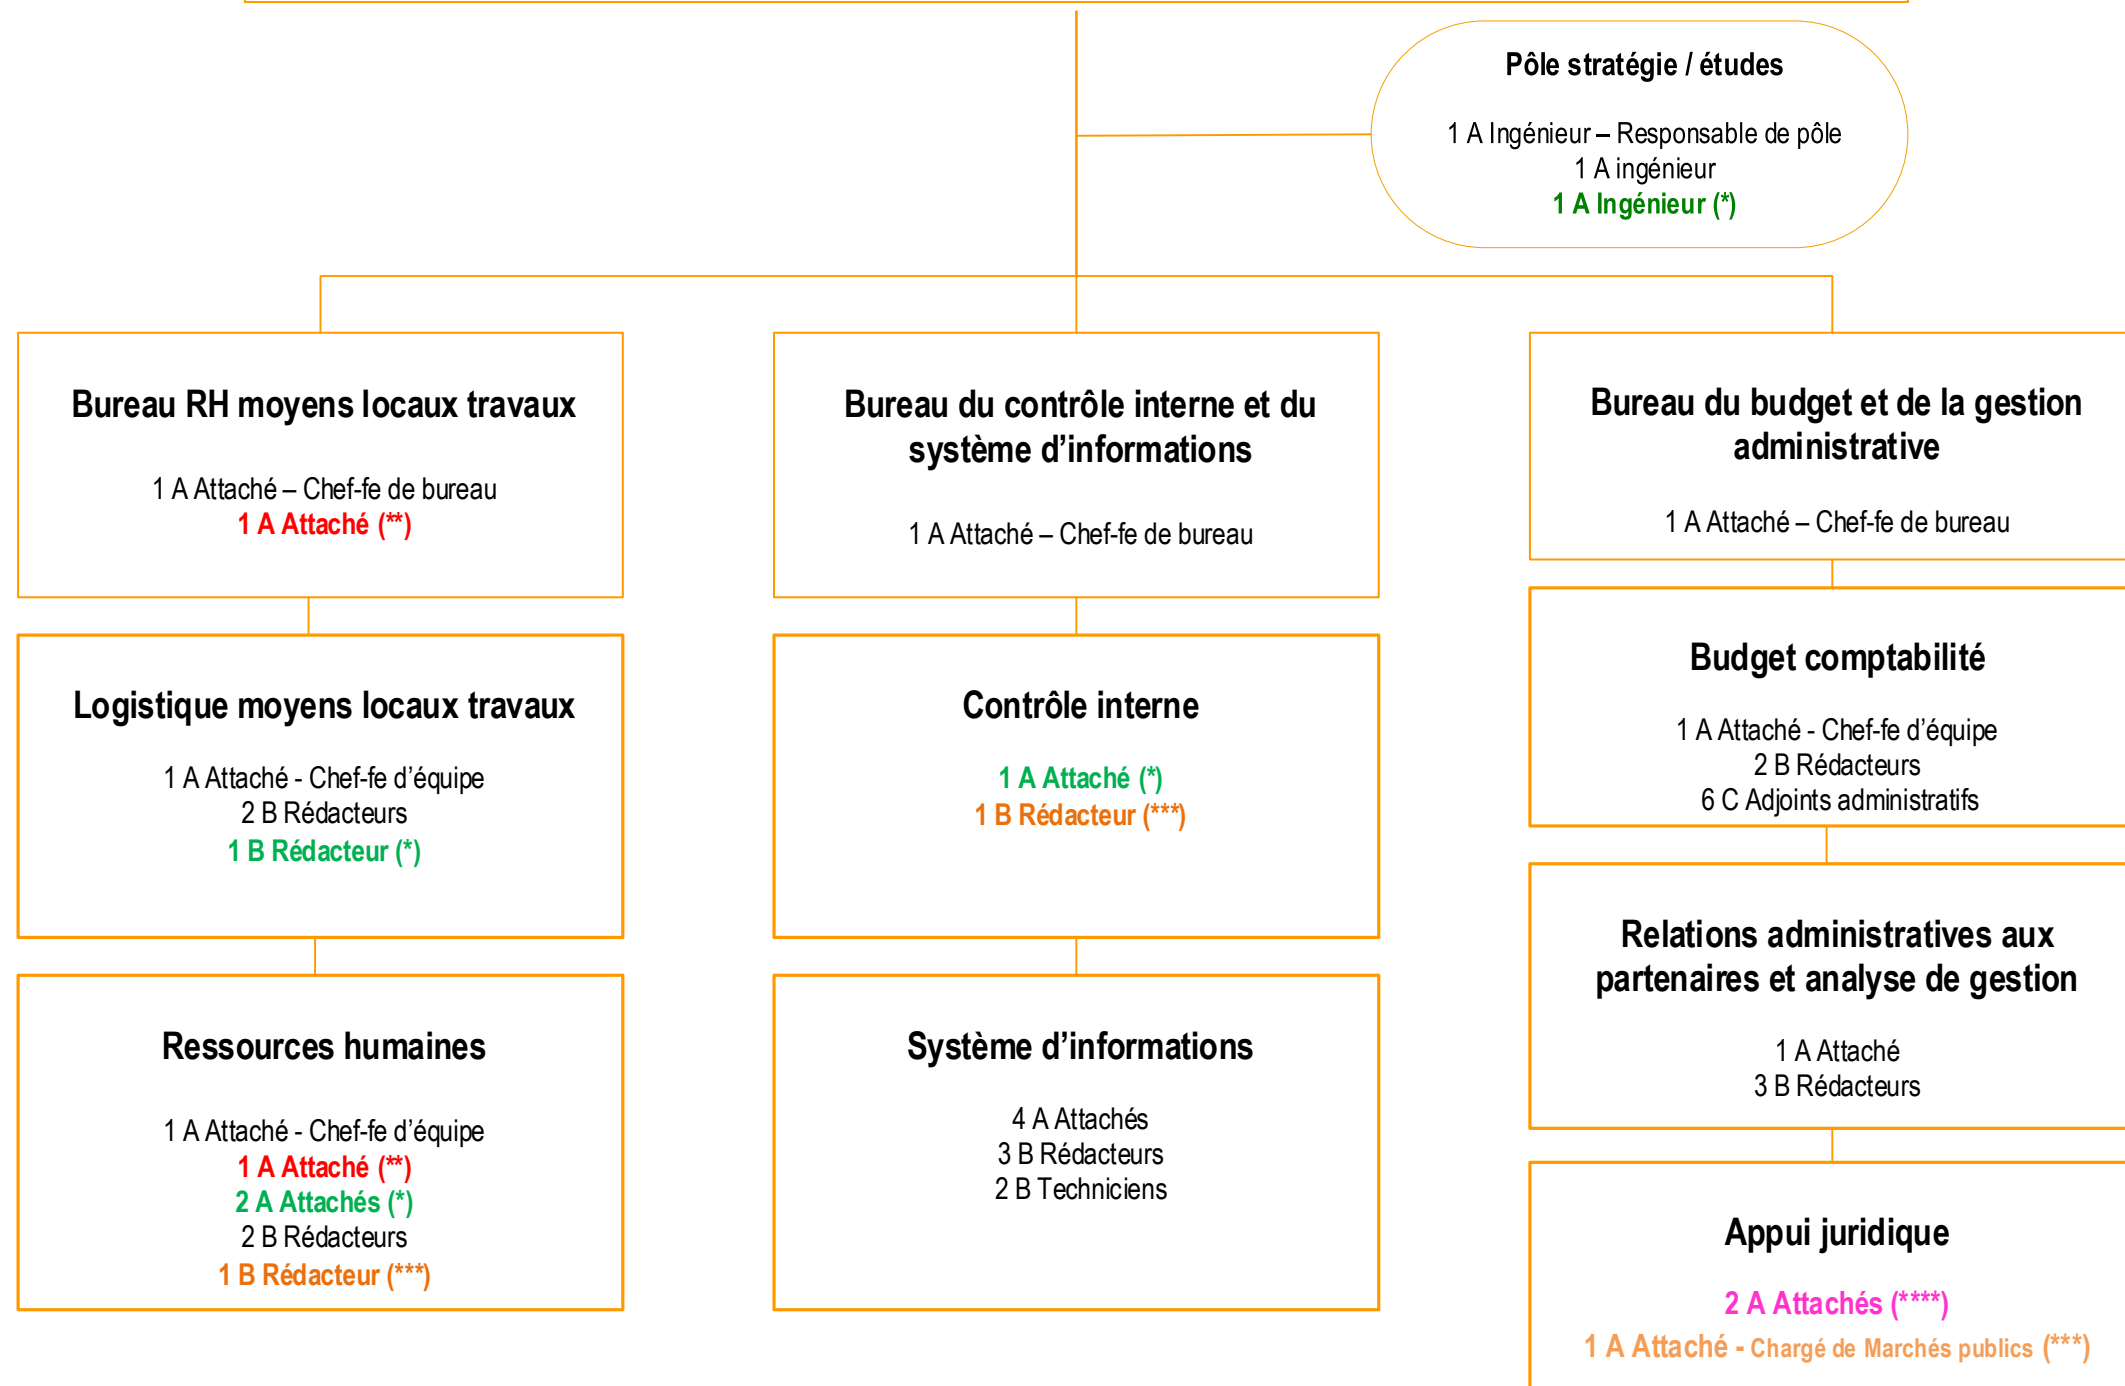 Pôle stratégie / études
1 A Ingénieur – Responsable de pôle
1 A ingénieur
1 A Ingénieur (*)
Bureau RH moyens locaux travaux
1 A Attaché – Chef-fe de bureau
1 A Attaché (**)
Logistique moyens locaux travaux
1 A Attaché - Chef-fe d’équipe
2 B Rédacteurs
1 B Rédacteur (*)
Ressources humaines
1 A Attaché - Chef-fe d’équipe
1 A Attaché (**)
2 A Attachés (*)
2 B Rédacteurs
1 B Rédacteur (***)
Bureau du contrôle interne et du
système d’informations
1 A Attaché – Chef-fe de bureau
Contrôle interne
1 A Attaché (*)
1 B Rédacteur (***)
Système d’informations
4 A Attachés
3 B Rédacteurs
2 B Techniciens
Bureau du budget et de la gestion
administrative
1 A Attaché – Chef-fe de bureau
Budget comptabilité
1 A Attaché - Chef-fe d’équipe
2 B Rédacteurs
6 C Adjoints administratifs
Relations administratives aux
partenaires et analyse de gestion
1 A Attaché
3 B Rédacteurs
Appui juridique
2 A Attachés (****)
1 A Attaché - Chargé de Marchés publics (***)